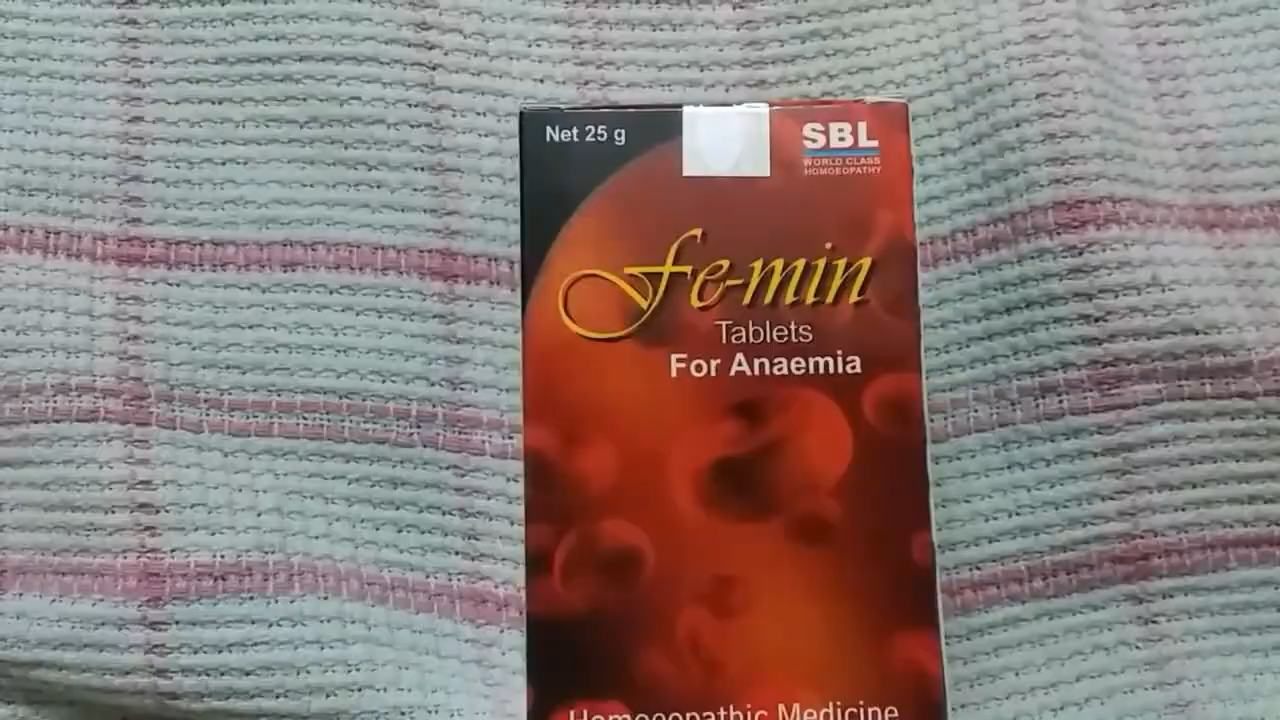 Net 25 g
SBL
WORLD CLASS
HOMOEOPATHY
fe-min
Tablets
For Anaemia
Homoeopathic Medicine